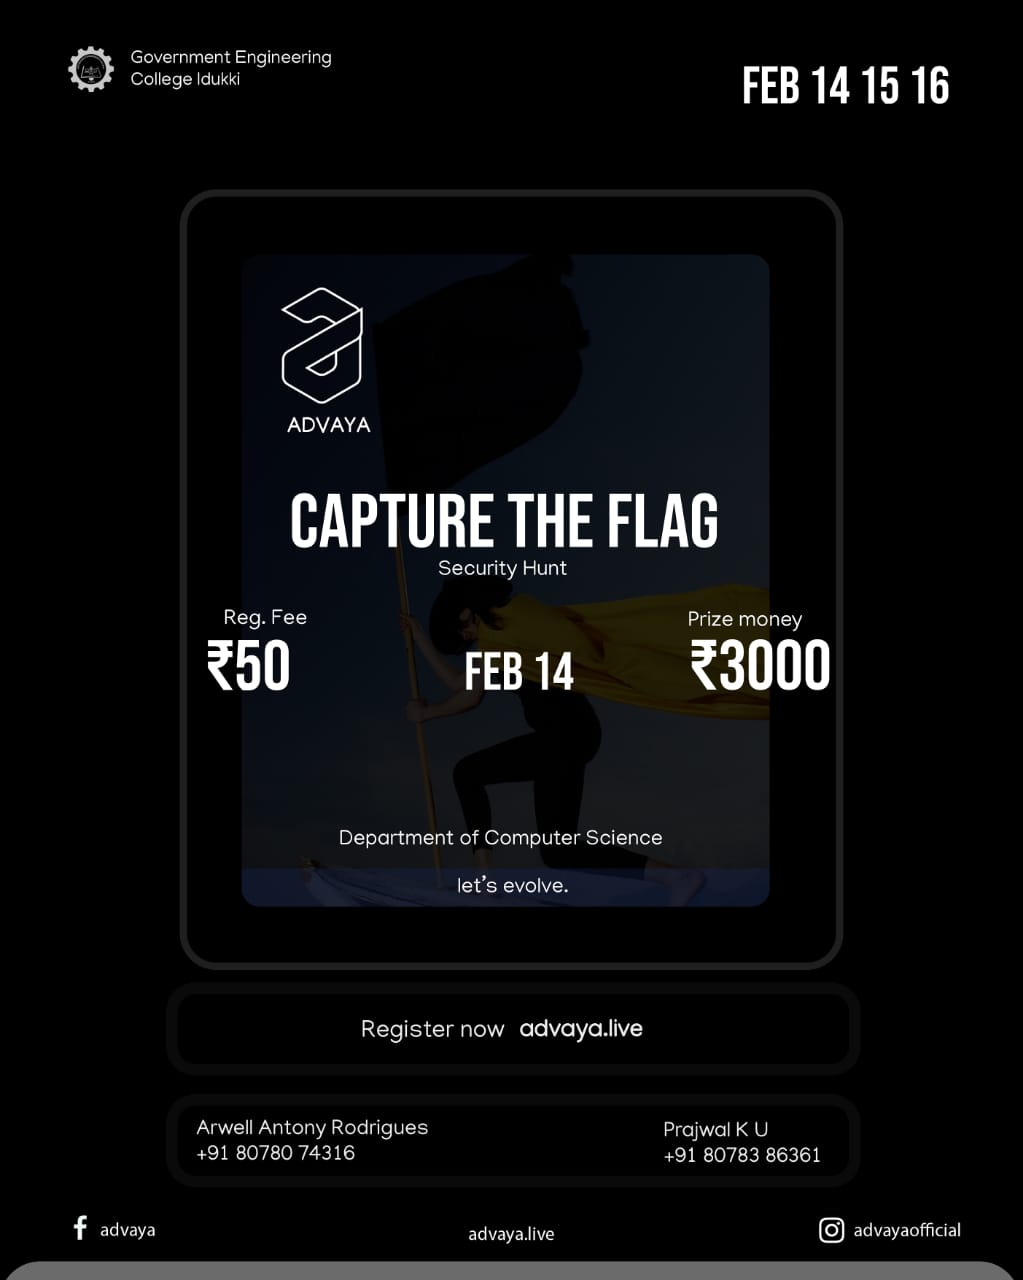 Government Engineering
College Idukki
FEB 14 15 16
ADVAYA
CAPTURE THE FLAG
Security Hunt
Reg. Fee
₹50
FEB 14
Prize money
₹3000
Department of Computer Science
let's evolve.
Register now advaya.live
Arwell Antony Rodrigues
+91 80780 74316
Prajwal K U
+91 80783 86361
advaya
advaya.live
advayaofficial